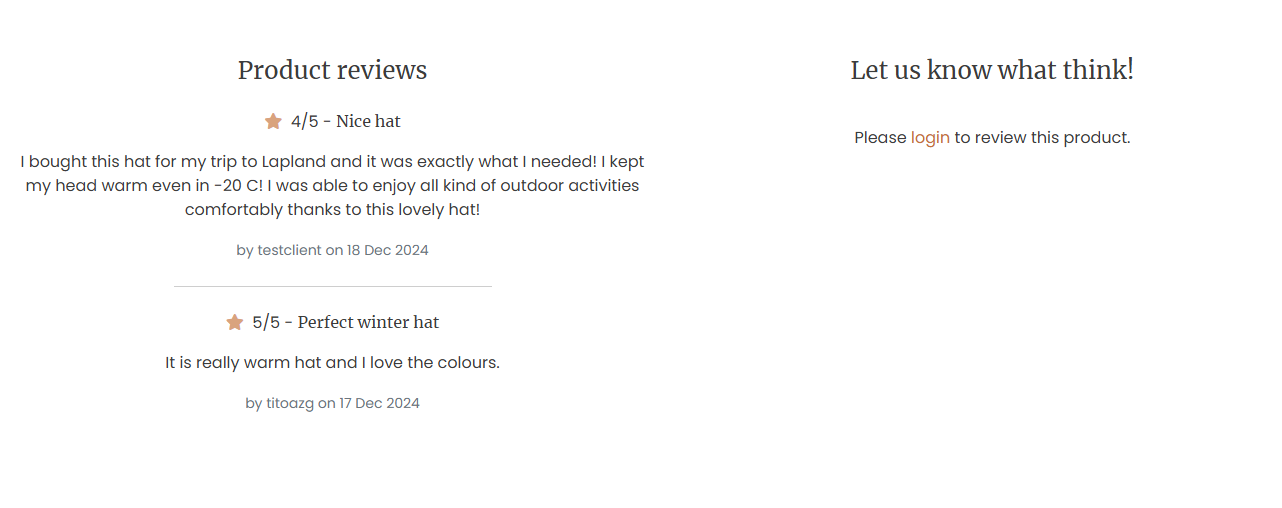 Product reviews
4/5 - Nice hat
I bought this hat for my trip to Lapland and it was exactly what I needed! I kept
my head warm even in -20 C! I was able to enjoy all kind of outdoor activities
comfortably thanks to this lovely hat!
by testclient on 18 Dec 2024
5/5 - Perfect winter hat
It is really warm hat and I love the colours.
by titoazg on 17 Dec 2024
Let us know what think!
Please login to review this product.